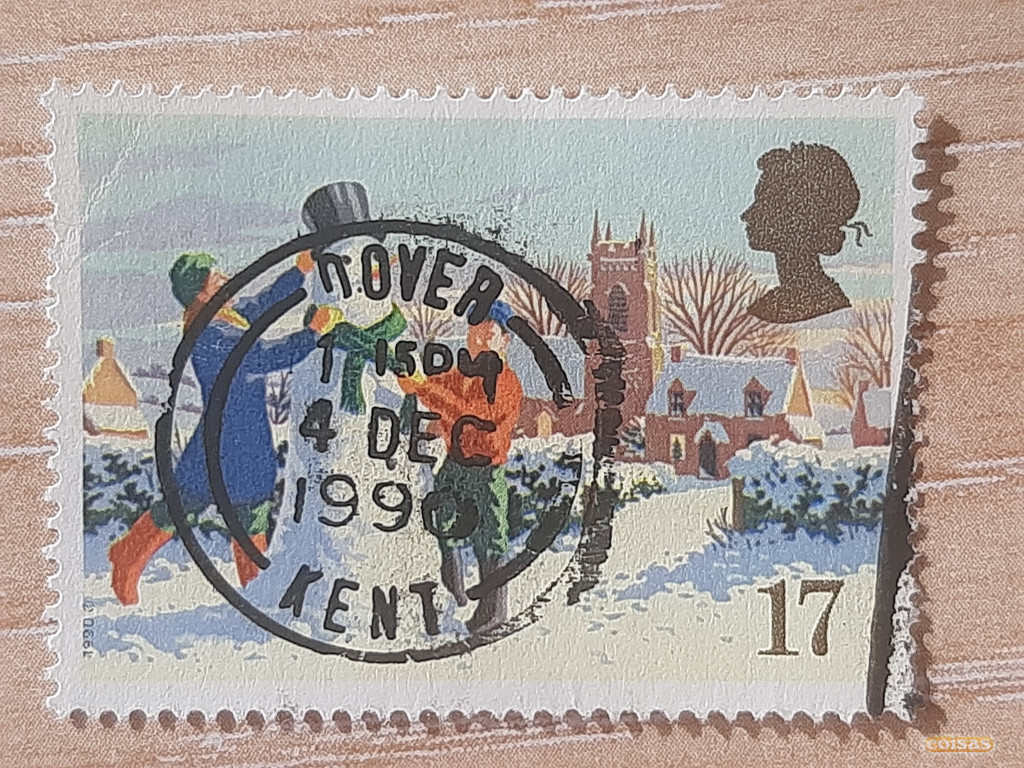 DOVER
1 15PM
4 DEC
1990
KENT
17
© 1990
coisas